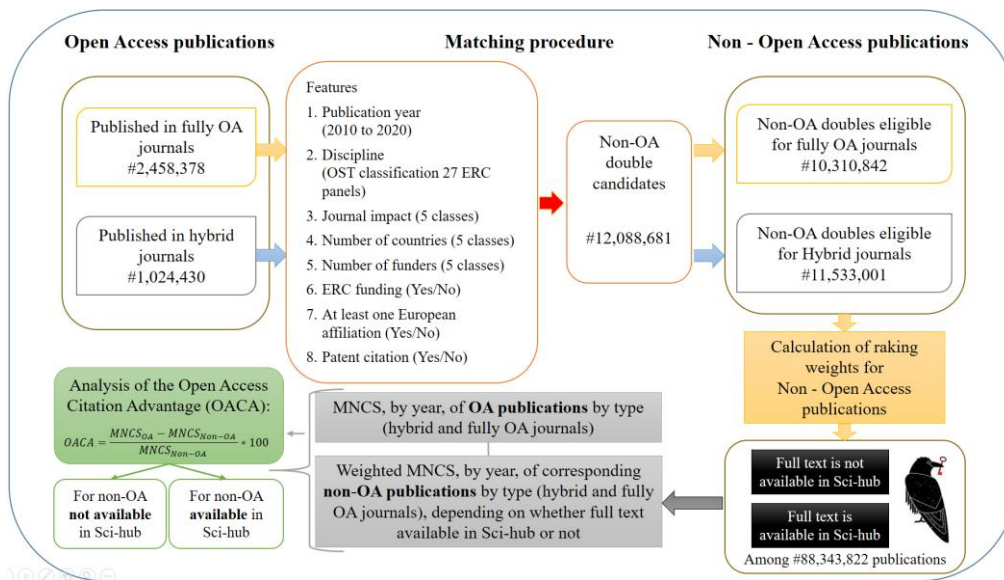 Open Access publications
Matching procedure
Non - Open Access publications
Published in fully OA
journals
#2,458,378
Published in hybrid
journals
#1,024,430
Features
1. Publication year
(2010 to 2020)
2. Discipline
(OST classification 27 ERC
panels)
3. Journal impact (5 classes)
4. Number of countries (5 classes)
5. Number of funders (5 classes)
6. ERC funding (Yes/No)
7. At least one European
affiliation (Yes/No)
8. Patent citation (Yes/No)
Non-OA
double
candidates
#12,088,681
Non-OA doubles eligible
for fully OA journals
#10,310,842
Non-OA doubles eligible
for Hybrid journals
#11,533,001
Calculation of raking
weights for
Non - Open Access
publications
Full text is not
available in Sci-hub
Full text is
available in Sci-hub
Among #88,343,822 publications
MNCS, by year, of OA publications by type
(hybrid and fully OA journals)
Weighted MNCS, by year, of corresponding
non-OA publications by type (hybrid and fully
OA journals), depending on whether full text
available in Sci-hub or not
Analysis of the Open Access
Citation Advantage (OACA):
OACA = (MNCS_OA − MNCS_Non−OA) / MNCS_Non−OA * 100
For non-OA
not available
in Sci-hub
For non-OA
available in
Sci-hub